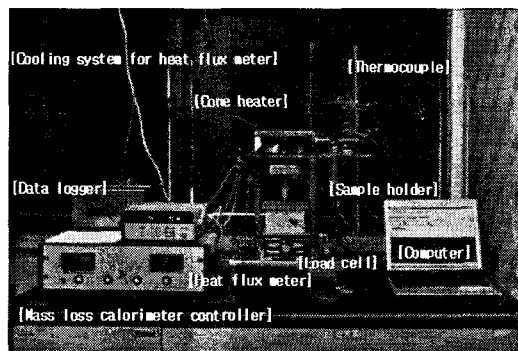 [Cooling system for heat flux meter]
[Thermocouple]
[Cone heater]
[Data logger]
[Sample holder]
[Computer]
[Load cell]
[Heat flux meter]
[Mass loss calorimeter controller]